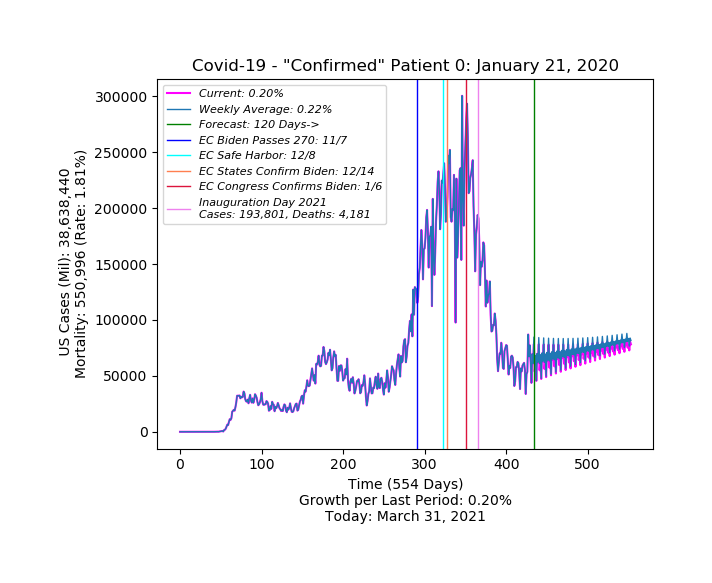 Covid-19 - "Confirmed" Patient 0: January 21, 2020
Current: 0.20%
Weekly Average: 0.22%
Forecast: 120 Days->
EC Biden Passes 270: 11/7
EC Safe Harbor: 12/8
EC States Confirm Biden: 12/14
EC Congress Confirms Biden: 1/6
Inauguration Day 2021
Cases: 193,801, Deaths: 4,181
US Cases (Mil): 38,638,440
Mortality: 550,996 (Rate: 1.81%)
300000
250000
200000
150000
100000
50000
0
0 100 200 300 400 500
Time (554 Days)
Growth per Last Period: 0.20%
Today: March 31, 2021